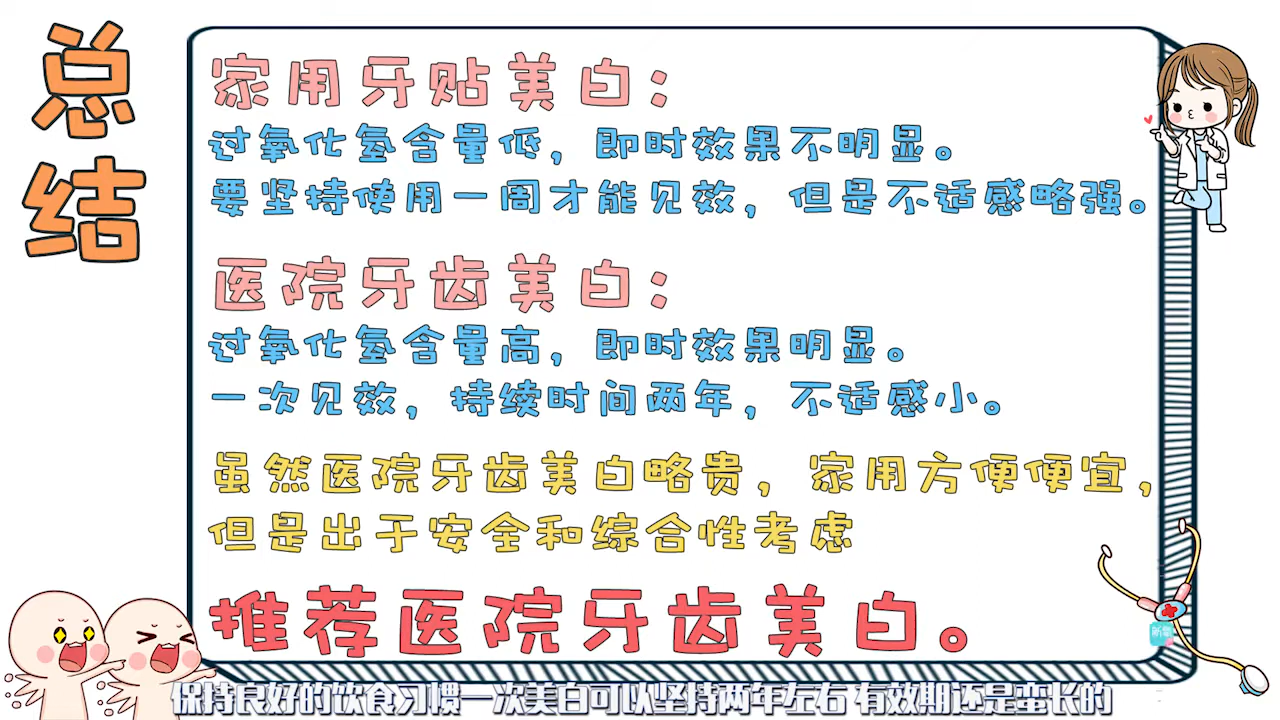 总结
家用牙贴美白：
过氧化氢含量低，即时效果不明显。
要坚持使用一周才能见效，但是不适感略强。
医院牙齿美白：
过氧化氢含量高，即时效果明显。
一次见效，持续时间两年，不适感小。
虽然医院牙齿美白略贵，家用方便便宜，
但是出于安全和综合性考虑
推荐医院牙齿美白。
保持良好的饮食习惯一次美白可以坚持两年左右 有效期还是蛮长的